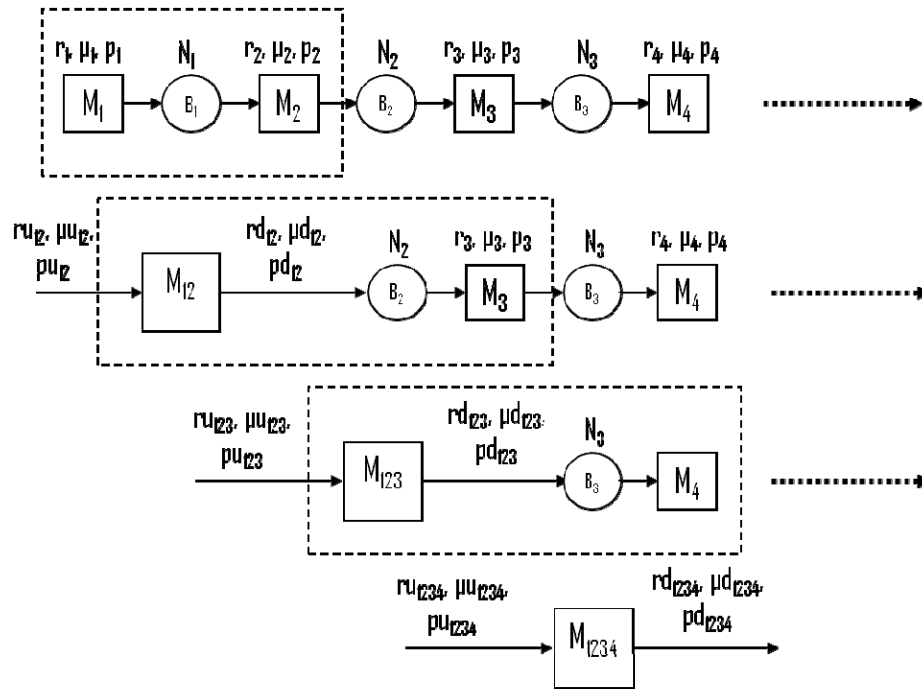 r₁, μ₁, p₁ N₁ r₂, μ₂, p₂ N₂ r₃, μ₃, p₃ N₃ r₄, μ₄, p₄
M₁ B₁ M₂ B₂ M₃ B₃ M₄
ru₁₂, μu₁₂,
pu₁₂
rd₁₂, μd₁₂,
pd₁₂
N₂ r₃, μ₃, p₃ N₃ r₄, μ₄, p₄
M₁₂ B₂ M₃ B₃ M₄
ru₁₂₃, μu₁₂₃,
pu₁₂₃
rd₁₂₃, μd₁₂₃,
pd₁₂₃
N₃
M₁₂₃ B₃ M₄
ru₁₂₃₄, μu₁₂₃₄,
pu₁₂₃₄
rd₁₂₃₄, μd₁₂₃₄,
pd₁₂₃₄
M₁₂₃₄